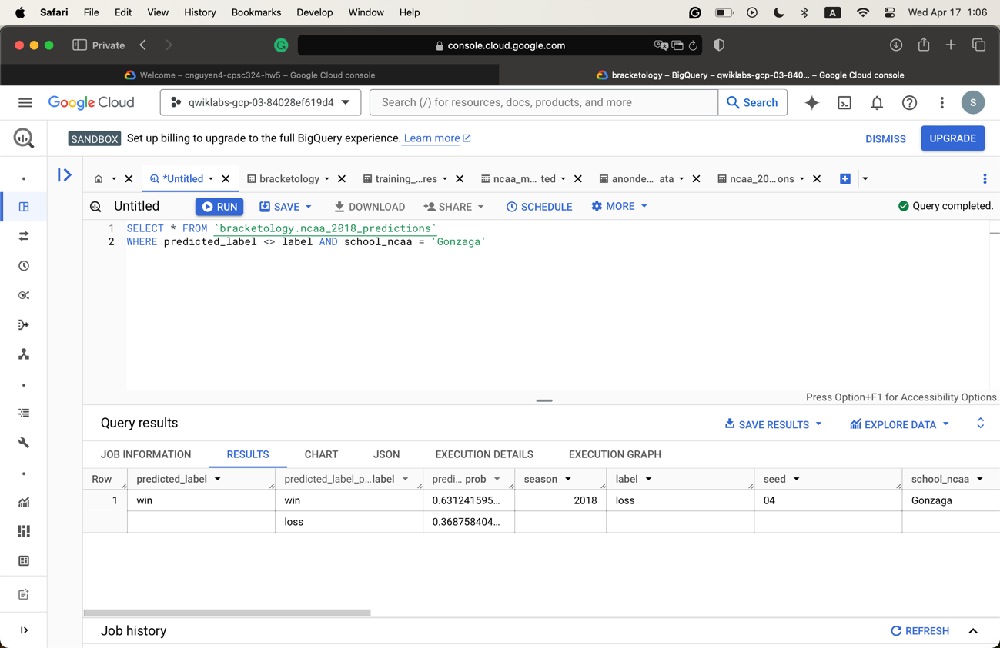 Safari File Edit View History Bookmarks Develop Window Help A Wed Apr 17 1:06
Private console.cloud.google.com
Welcome – cnguyen4-cpsc324-hw5 – Google Cloud console
bracketology – BigQuery – qwiklabs-gcp-03-840... – Google Cloud console
Google Cloud qwiklabs-gcp-03-84028ef619d4 Search (/) for resources, docs, products, and more Search S
SANDBOX Set up billing to upgrade to the full BigQuery experience. Learn more DISMISS UPGRADE
*Untitled bracketology training_...res ncaa_m... ted anonde... ata ncaa_20...ons
Untitled RUN SAVE DOWNLOAD SHARE SCHEDULE MORE Query completed.
1 SELECT * FROM `bracketology.ncaa_2018_predictions`
2 WHERE predicted_label <> label AND school_ncaa = 'Gonzaga'
Press Option+F1 for Accessibility Options.
Query results SAVE RESULTS EXPLORE DATA
JOB INFORMATION RESULTS CHART JSON EXECUTION DETAILS EXECUTION GRAPH
Row predicted_label predicted_label_p...label predi... prob season label seed school_ncaa
1 win win 0.631241595... 2018 loss 04 Gonzaga
loss 0.368758404...
Job history REFRESH